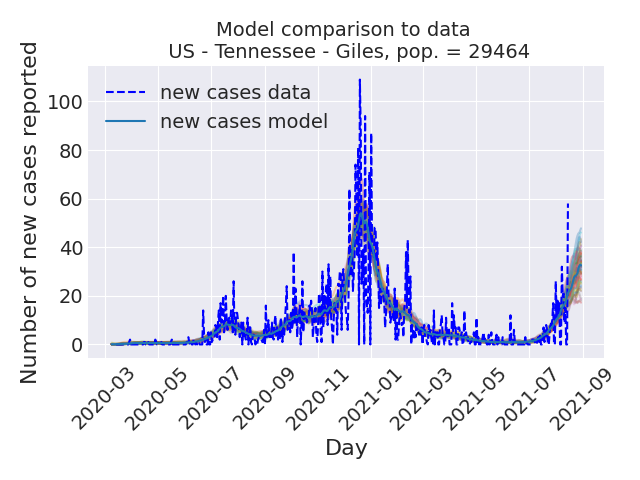 Model comparison to data
US - Tennessee - Giles, pop. = 29464
Number of new cases reported
100
80
60
40
20
0
new cases data
new cases model
2020-03
2020-05
2020-07
2020-09
2020-11
2021-01
2021-03
2021-05
2021-07
2021-09
Day